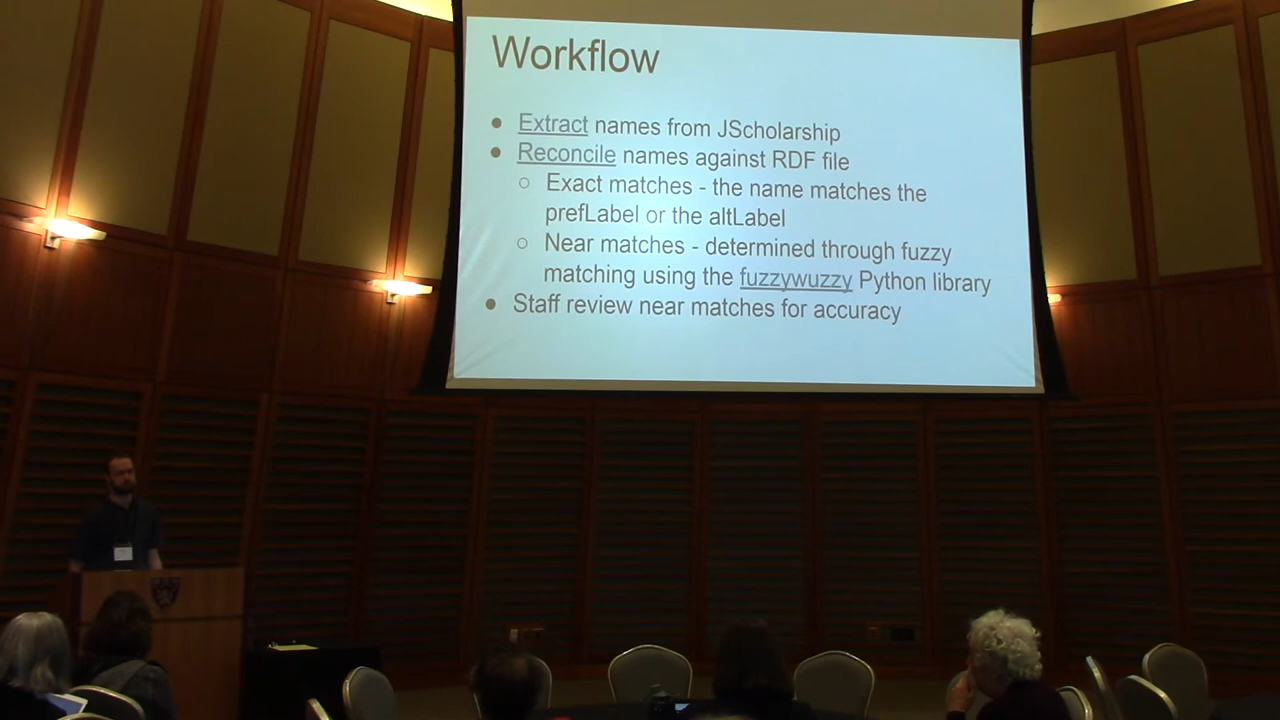 Workflow
● Extract names from JScholarship
● Reconcile names against RDF file
○ Exact matches - the name matches the
prefLabel or the altLabel
○ Near matches - determined through fuzzy
matching using the fuzzywuzzy Python library
● Staff review near matches for accuracy